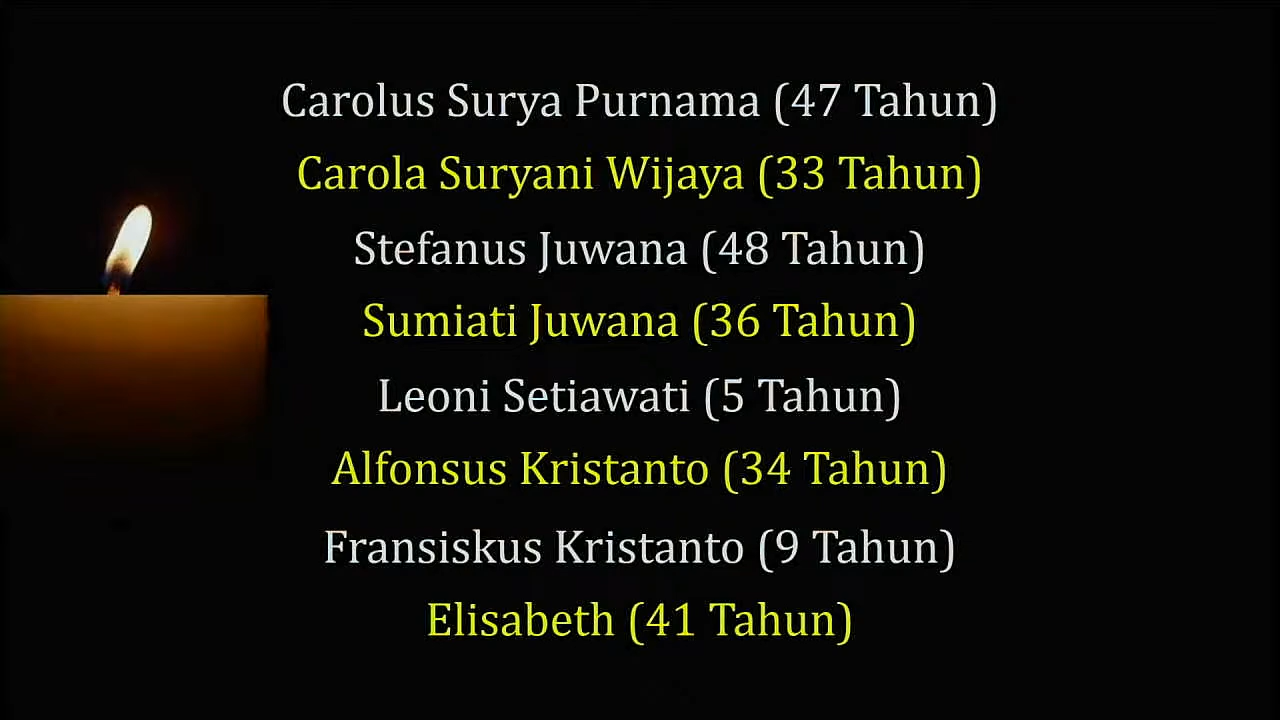 Carolus Surya Purnama (47 Tahun)
Carola Suryani Wijaya (33 Tahun)
Stefanus Juwana (48 Tahun)
Sumiati Juwana (36 Tahun)
Leoni Setiawati (5 Tahun)
Alfonsus Kristanto (34 Tahun)
Fransiskus Kristanto (9 Tahun)
Elisabeth (41 Tahun)